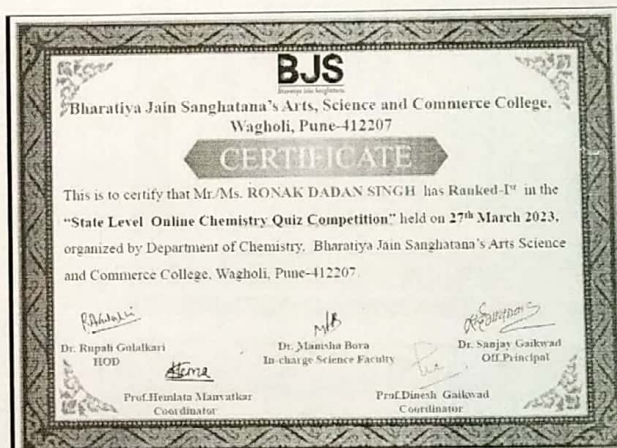 BJS
Bharatiya Jain Sanghatana
Bharatiya Jain Sanghatana's Arts, Science and Commerce College,
Wagholi, Pune-412207
CERTIFICATE
This is to certify that Mr./Ms. RONAK DADAN SINGH has Ranked-Ist in the
"State Level Online Chemistry Quiz Competition" held on 27th March 2023,
organized by Department of Chemistry, Bharatiya Jain Sanghatana's Arts Science
and Commerce College, Wagholi, Pune-412207.
Dr. Rupali Gulalkari
HOD
Dr. Manisha Bora
In-charge Science Faculty
Dr. Sanjay Gaikwad
Off.Principal
Prof.Hemlata Manvatkar
Coordinator
Prof.Dinesh Gaikwad
Coordinator